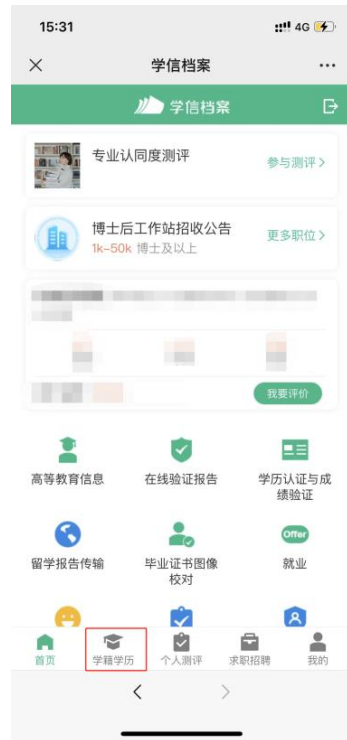 15:31
4G
学信档案
学信档案
专业认同度测评
参与测评 >
博士后工作站招收公告
1k–50k 博士及以上
更多职位 >
我要评价
高等教育信息
在线验证报告
学历认证与成
绩验证
Offer
留学报告传输
毕业证书图像
校对
就业
首页
学籍学历
个人测评
求职招聘
我的